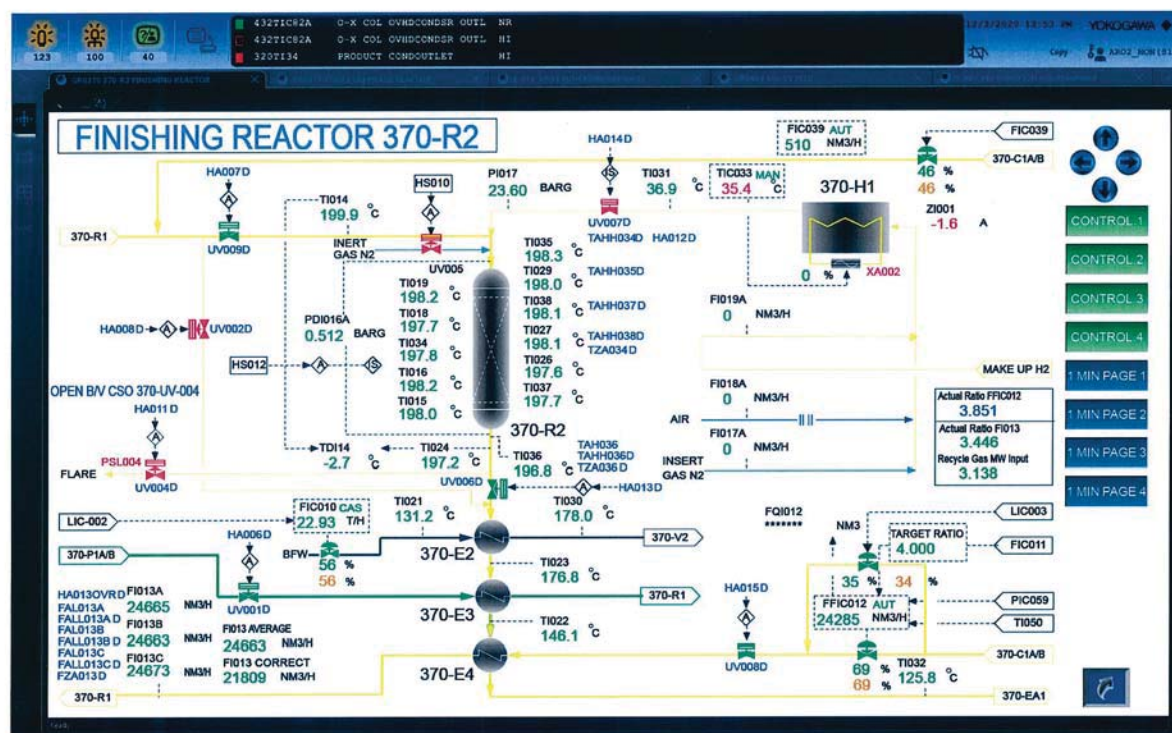 432TIC82A O-X COL OVHDCONDSR OUTL NR
432TIC82A O-X COL OVHDCONDSR OUTL HI
320TI34 PRODUCT CONDOUTLET HI
123 100 40
YOKOGAWA
Copy
FINISHING REACTOR 370-R2
HA007D
HS010
TI014
199.9 °C
370-R1
UV009D
INERT
GAS N2
UV005
PI017
23.60 BARG
HA014D
IS
UV007D
TI031
36.9 °C
TIC033 MAN
35.4 °C
FIC039 AUT
510 NM3/H
46 %
46 %
FIC039
370-C1A/B
370-H1
ZI001
-1.6 A
0 %
XA002
HA008D
A
UV002D
PDI016A
0.512 BARG
HS012
A
IS
TI019
198.2 °C
TI018
197.7 °C
TI034
197.8 °C
TI016
198.2 °C
TI015
198.0 °C
TI035
198.3 °C
TAHH034D HA012D
TI029
198.0 °C
TAHH035D
TI038
198.1 °C
TAHH037D
TI027
198.1 °C
TAHH038D
TZA034D
TI026
197.6 °C
TI037
197.7 °C
370-R2
FI019A
0 NM3/H
MAKE UP H2
FI018A
0 NM3/H
AIR
FI017A
0 NM3/H
INSERT
GAS N2
Actual Ratio FFIC012
3.851
Actual Ratio FI013
3.446
Recycle Gas MW Input
3.138
CONTROL 1
CONTROL 2
CONTROL 3
CONTROL 4
1 MIN PAGE 1
1 MIN PAGE 2
1 MIN PAGE 3
1 MIN PAGE 4
OPEN B/V CSO 370-UV-004
HA011D
A
PSL004
FLARE
UV004D
TDI14
-2.7 °C
TI024
197.2 °C
TI036
196.8 °C
TAH036
TAHH036D
TZA036D
UV006D
A
HA013D
LIC-002
FIC010 CAS
22.93 T/H
BFW
56 %
56 %
TI021
131.2 °C
TI030
178.0 °C
370-E2
370-V2
370-P1A/B
HA006D
A
UV001D
TI023
176.8 °C
370-E3
370-R1
TI022
146.1 °C
370-E4
HA013OVRD
FAL013A
FALL013A D
FAL013B
FALL013B D
FAL013C
FALL013C D
FZA013D
FI013A
24665 NM3/H
FI013B
24663 NM3/H
FI013C
24673 NM3/H
FI013 AVERAGE
24663 NM3/H
FI013 CORRECT
21809 NM3/H
370-R1
HA015D
A
UV008D
FQI012
*******
NM3
TARGET RATIO
4.000
LIC003
FIC011
35 % 34 %
FFIC012 AUT
24285 NM3/H
PIC059
TI050
69 %
69 %
TI032
125.8 °C
370-C1A/B
370-EA1